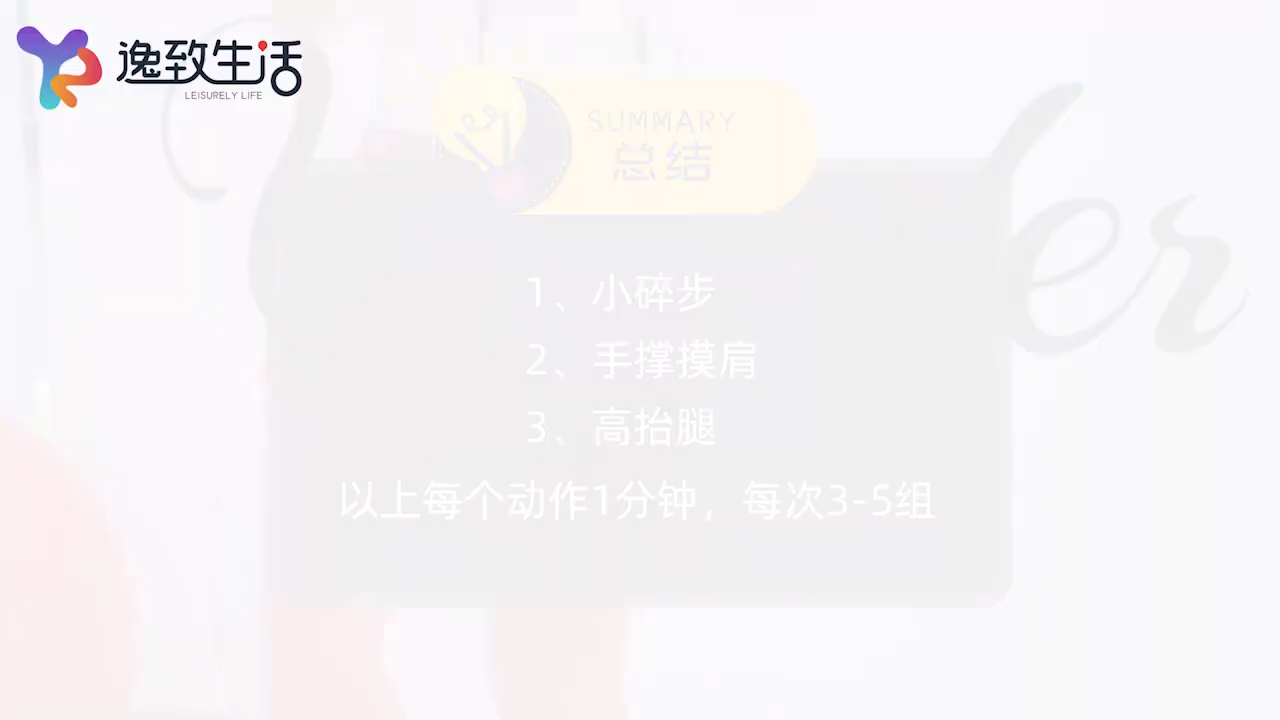 逸致生活
LEISURELY LIFE
SUMMARY
总结
1、小碎步
2、手撑摸肩
3、高抬腿
以上每个动作1分钟，每次3-5组